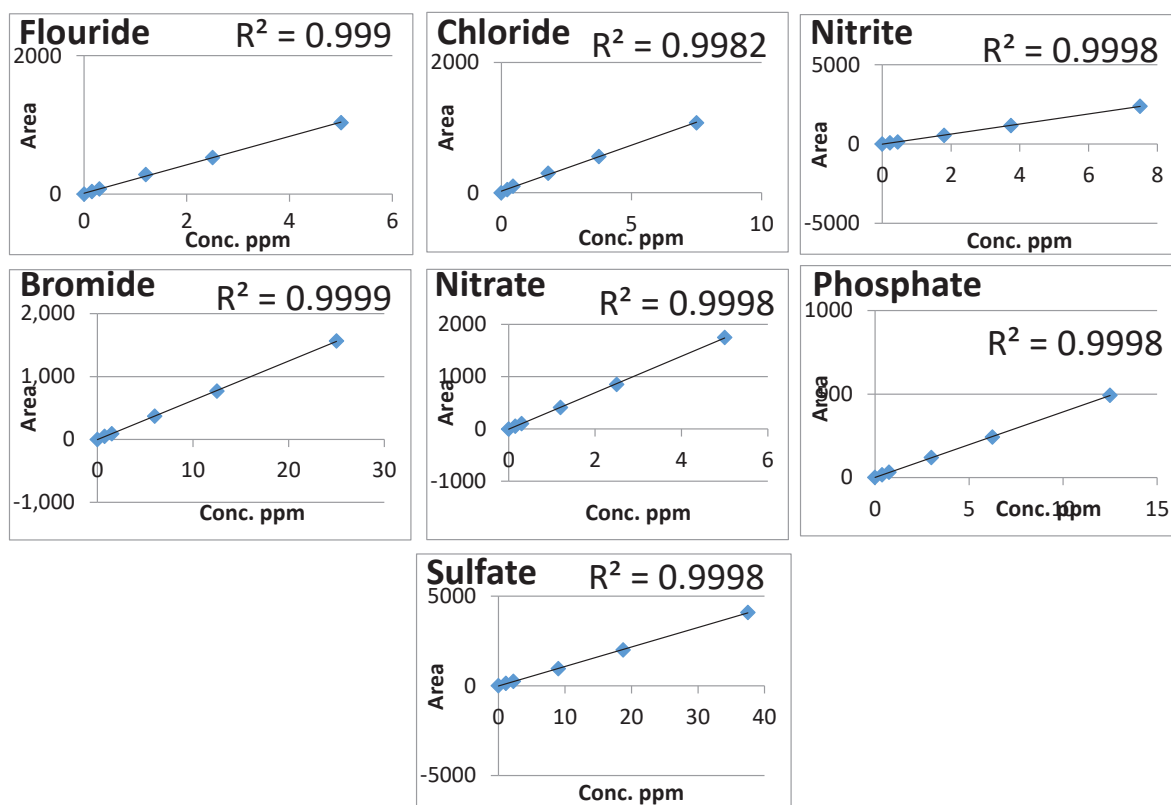 Flouride
R² = 0.999
2000
0
Area
0 2 4 6
Conc. ppm
Chloride
R² = 0.9982
2000
0
Area
0 5 10
Conc. ppm
Nitrite
R² = 0.9998
5000
0
-5000
Area
0 2 4 6 8
Conc. ppm
Bromide
R² = 0.9999
2,000
1,000
0
-1,000
Area
0 10 20 30
Conc. ppm
Nitrate
R² = 0.9998
2000
1000
0
-1000
Area
0 2 4 6
Conc. ppm
Phosphate
R² = 0.9998
1000
0
Area
0 5 10 15
Conc. ppm
Sulfate
R² = 0.9998
5000
0
-5000
Area
0 10 20 30 40
Conc. ppm